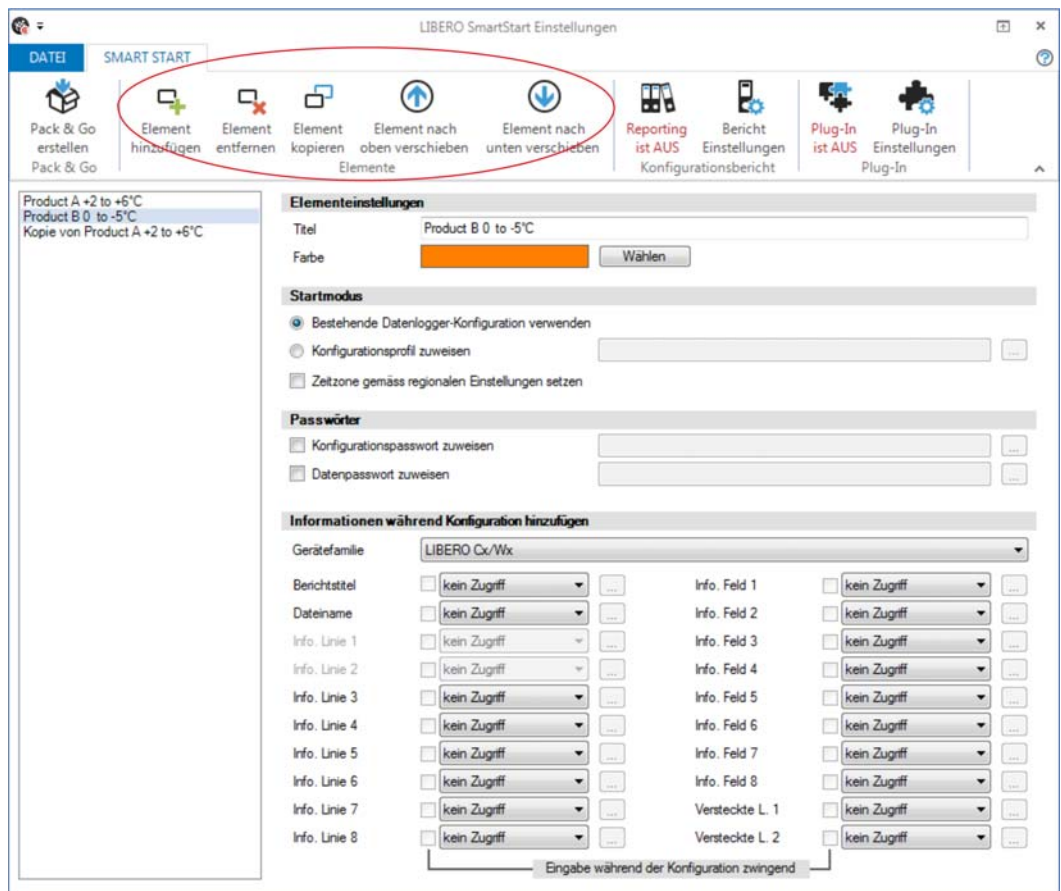 LIBERO SmartStart Einstellungen
DATEI SMART START
Pack & Go erstellen
Element hinzufügen
Element entfernen
Element kopieren
Element nach oben verschieben
Element nach unten verschieben
Reporting ist AUS
Bericht Einstellungen
Plug-In ist AUS
Plug-In Einstellungen
Pack & Go Elemente Konfigurationsbericht Plug-In
Product A +2 to +6°C
Product B 0 to -5°C
Kopie von Product A +2 to +6°C
Elementeinstellungen
Titel Product B 0 to -5°C
Farbe Wählen
Startmodus
Bestehende Datenlogger-Konfiguration verwenden
Konfigurationsprofil zuweisen ...
Zeitzone gemäss regionalen Einstellungen setzen
Passwörter
Konfigurationspasswort zuweisen ...
Datenpasswort zuweisen ...
Informationen während Konfiguration hinzufügen
Gerätefamilie LIBERO Cx/Wx
Berichtstitel kein Zugriff ... Info. Feld 1 kein Zugriff ...
Dateiname kein Zugriff ... Info. Feld 2 kein Zugriff ...
Info. Linie 1 kein Zugriff ... Info. Feld 3 kein Zugriff ...
Info. Linie 2 kein Zugriff ... Info. Feld 4 kein Zugriff ...
Info. Linie 3 kein Zugriff ... Info. Feld 5 kein Zugriff ...
Info. Linie 4 kein Zugriff ... Info. Feld 6 kein Zugriff ...
Info. Linie 5 kein Zugriff ... Info. Feld 7 kein Zugriff ...
Info. Linie 6 kein Zugriff ... Info. Feld 8 kein Zugriff ...
Info. Linie 7 kein Zugriff ... Versteckte L. 1 kein Zugriff ...
Info. Linie 8 kein Zugriff ... Versteckte L. 2 kein Zugriff ...
Eingabe während der Konfiguration zwingend